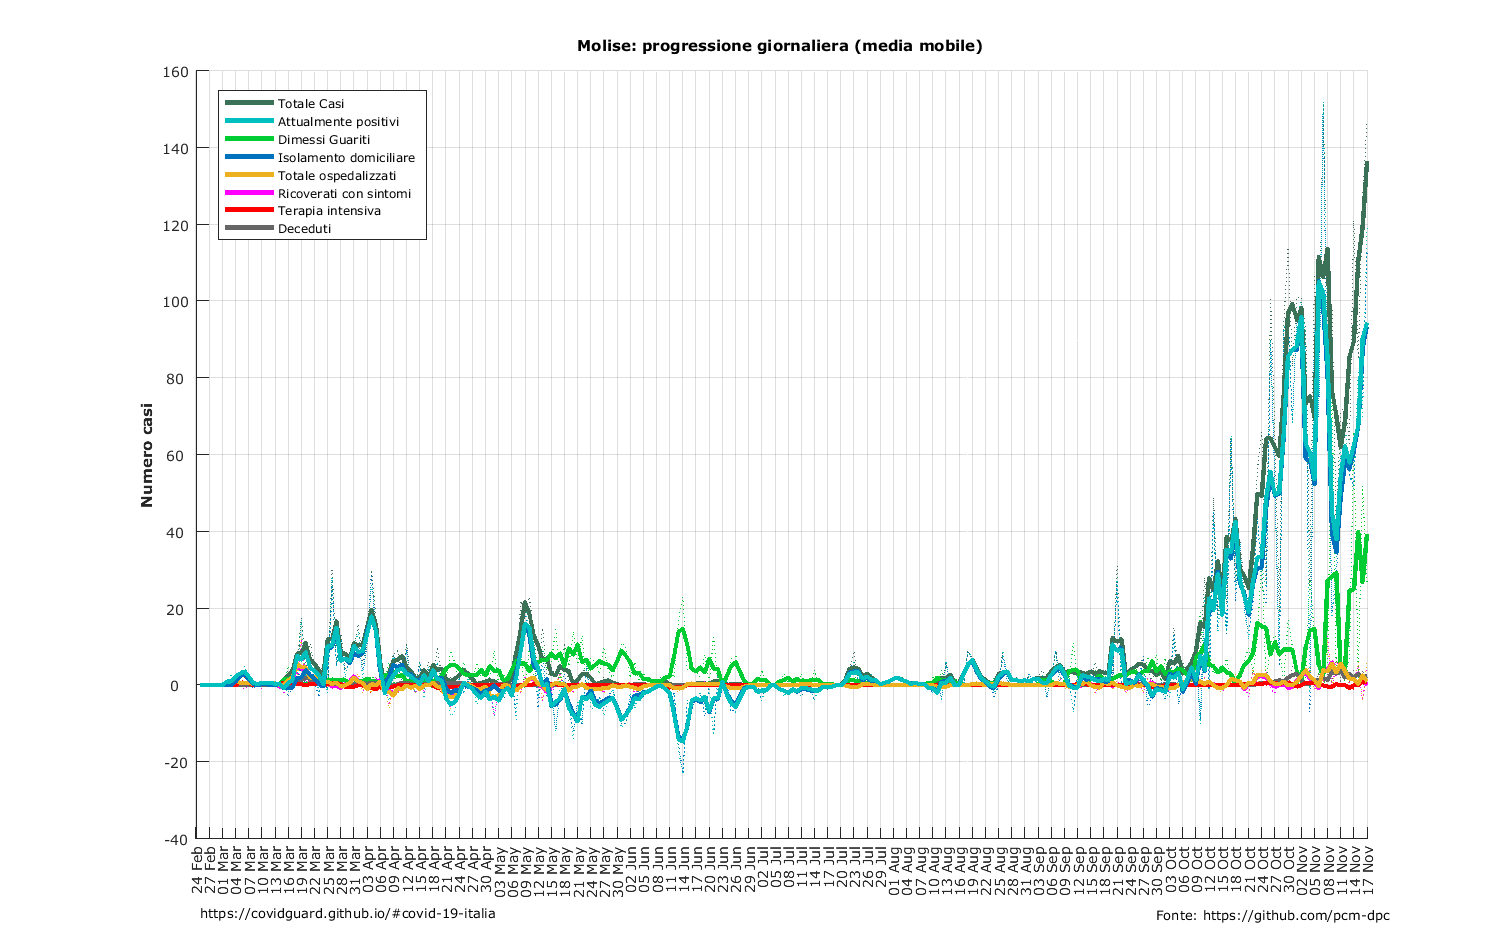 Molise: progressione giornaliera (media mobile)
160
140
120
100
80
60
40
20
0
-20
-40
Numero casi
Totale Casi
Attualmente positivi
Dimessi Guariti
Isolamento domiciliare
Totale ospedalizzati
Ricoverati con sintomi
Terapia intensiva
Deceduti
24 Feb
27 Feb
01 Mar
04 Mar
07 Mar
10 Mar
13 Mar
16 Mar
19 Mar
22 Mar
25 Mar
28 Mar
31 Mar
03 Apr
06 Apr
09 Apr
12 Apr
15 Apr
18 Apr
21 Apr
24 Apr
27 Apr
30 Apr
03 May
06 May
09 May
12 May
15 May
18 May
21 May
24 May
27 May
30 May
02 Jun
05 Jun
08 Jun
11 Jun
14 Jun
17 Jun
20 Jun
23 Jun
26 Jun
29 Jun
02 Jul
05 Jul
08 Jul
11 Jul
14 Jul
17 Jul
20 Jul
23 Jul
26 Jul
29 Jul
01 Aug
04 Aug
07 Aug
10 Aug
13 Aug
16 Aug
19 Aug
22 Aug
25 Aug
28 Aug
31 Aug
03 Sep
06 Sep
09 Sep
12 Sep
15 Sep
18 Sep
21 Sep
24 Sep
27 Sep
30 Sep
03 Oct
06 Oct
09 Oct
12 Oct
15 Oct
18 Oct
21 Oct
24 Oct
27 Oct
30 Oct
02 Nov
05 Nov
08 Nov
11 Nov
14 Nov
17 Nov
https://covidguard.github.io/#covid-19-italia
Fonte: https://github.com/pcm-dpc